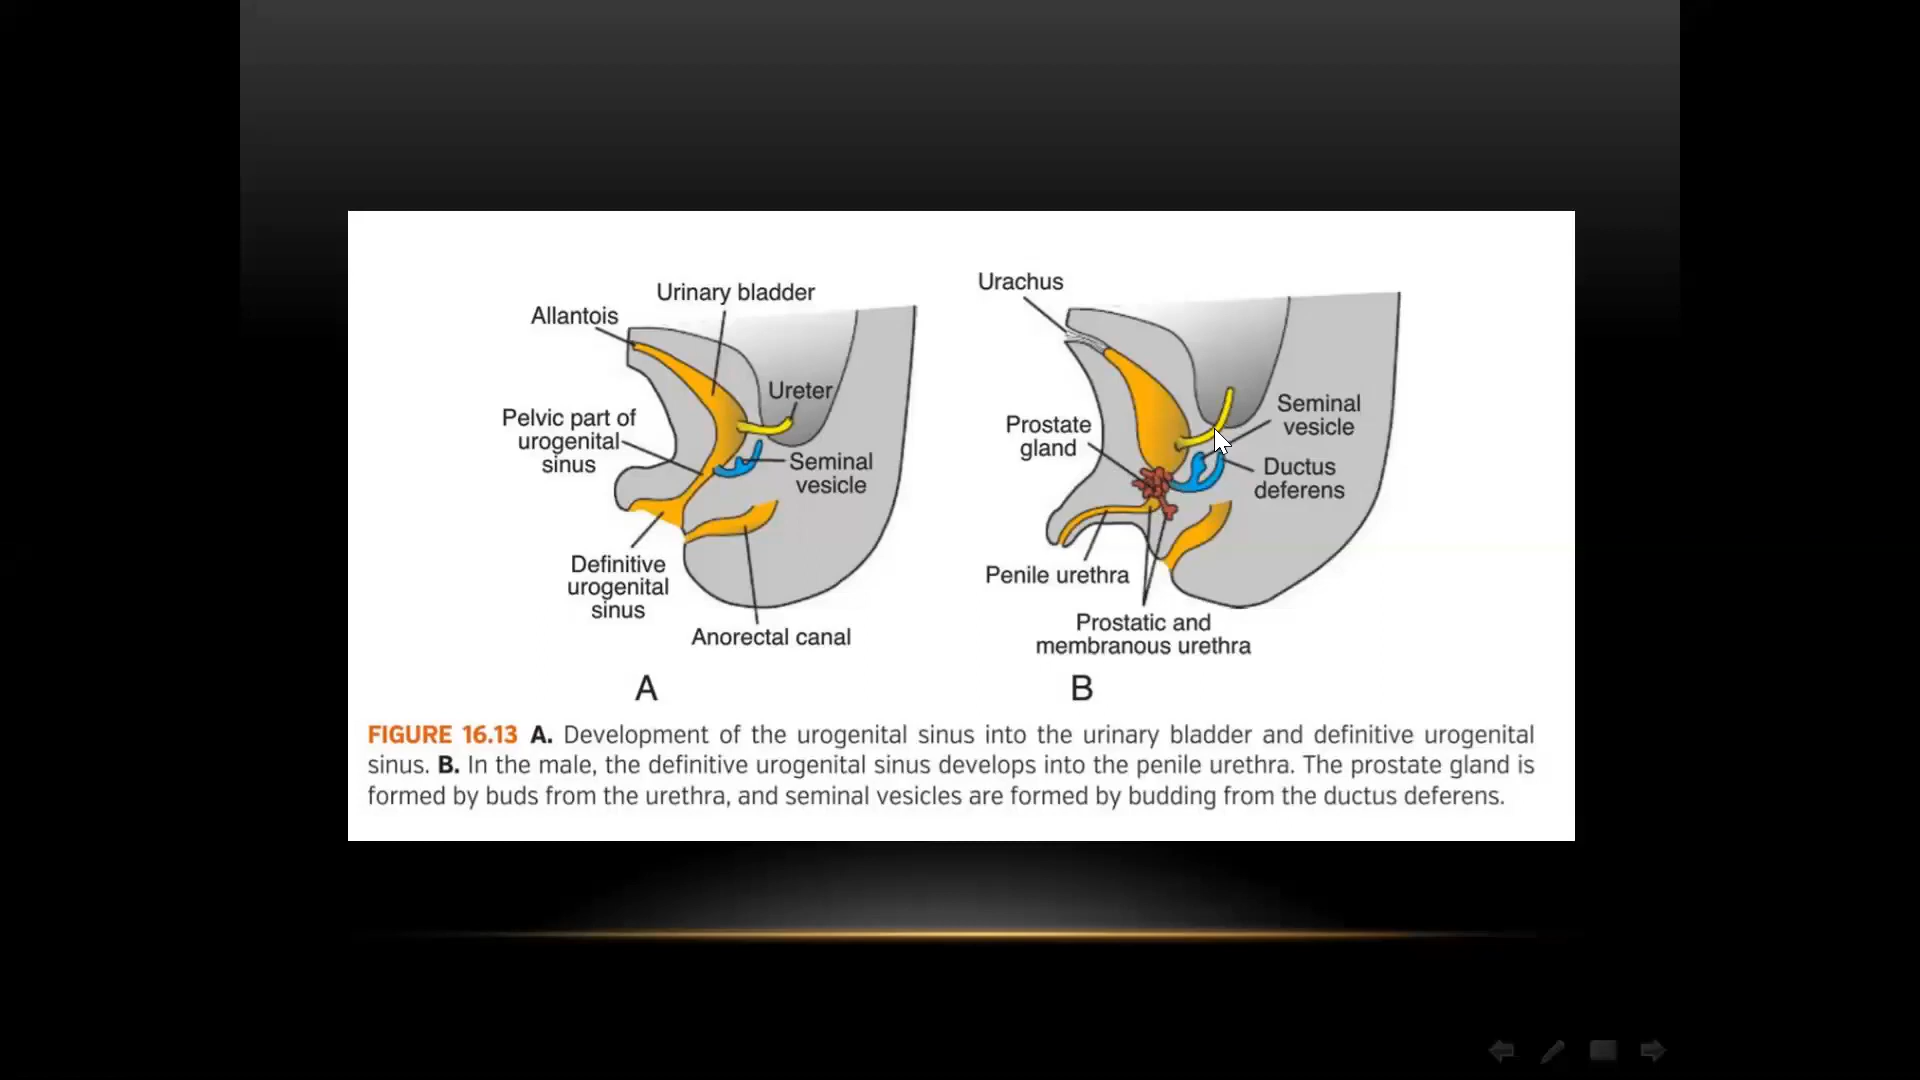 Urinary bladder
Allantois
Ureter
Pelvic part of
urogenital
sinus
Seminal
vesicle
Definitive
urogenital
sinus
Anorectal canal
A
Urachus
Seminal
vesicle
Prostate
gland
Ductus
deferens
Penile urethra
Prostatic and
membranous urethra
B
FIGURE 16.13 A. Development of the urogenital sinus into the urinary bladder and definitive urogenital
sinus. B. In the male, the definitive urogenital sinus develops into the penile urethra. The prostate gland is
formed by buds from the urethra, and seminal vesicles are formed by budding from the ductus deferens.